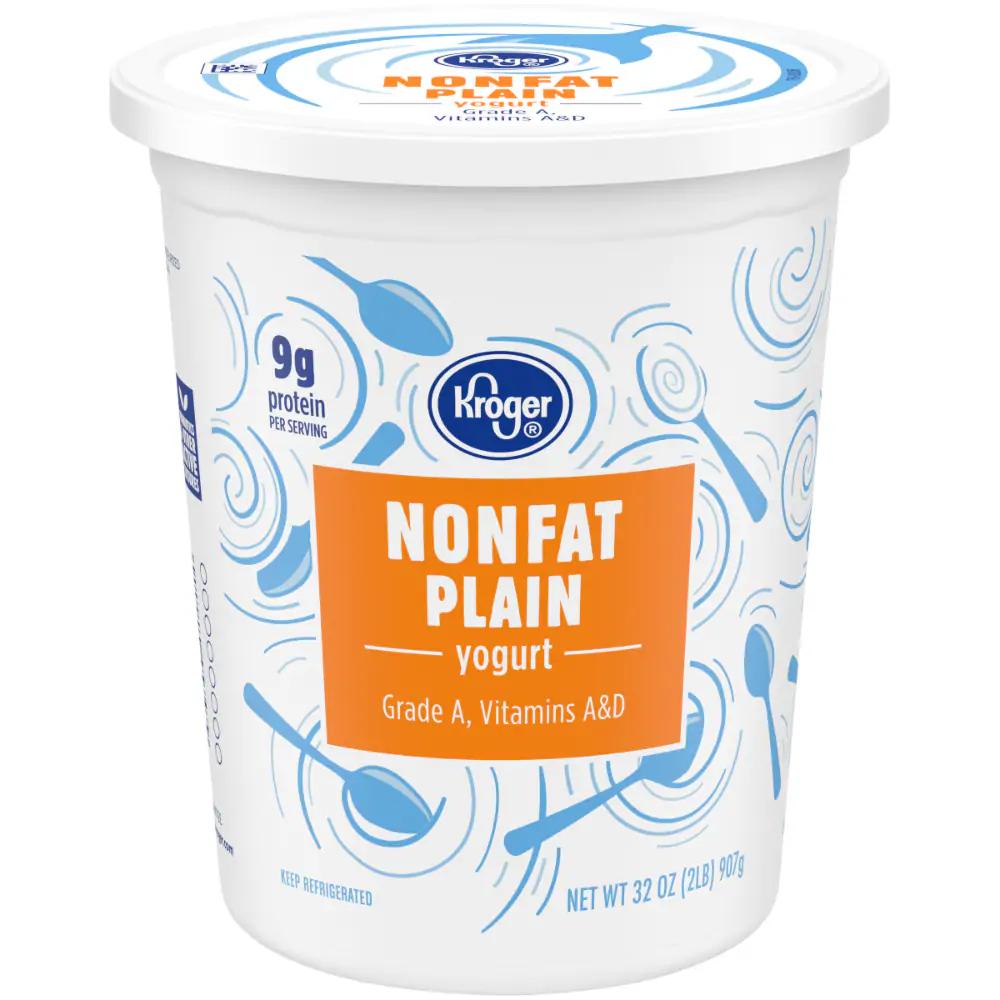 Kroger
NONFAT
PLAIN
yogurt
Grade A,
Vitamins A&D
9g
protein
PER SERVING
Kroger®
NONFAT
PLAIN
yogurt
Grade A, Vitamins A&D
KEEP REFRIGERATED
NET WT 32 OZ (2LB) 907g